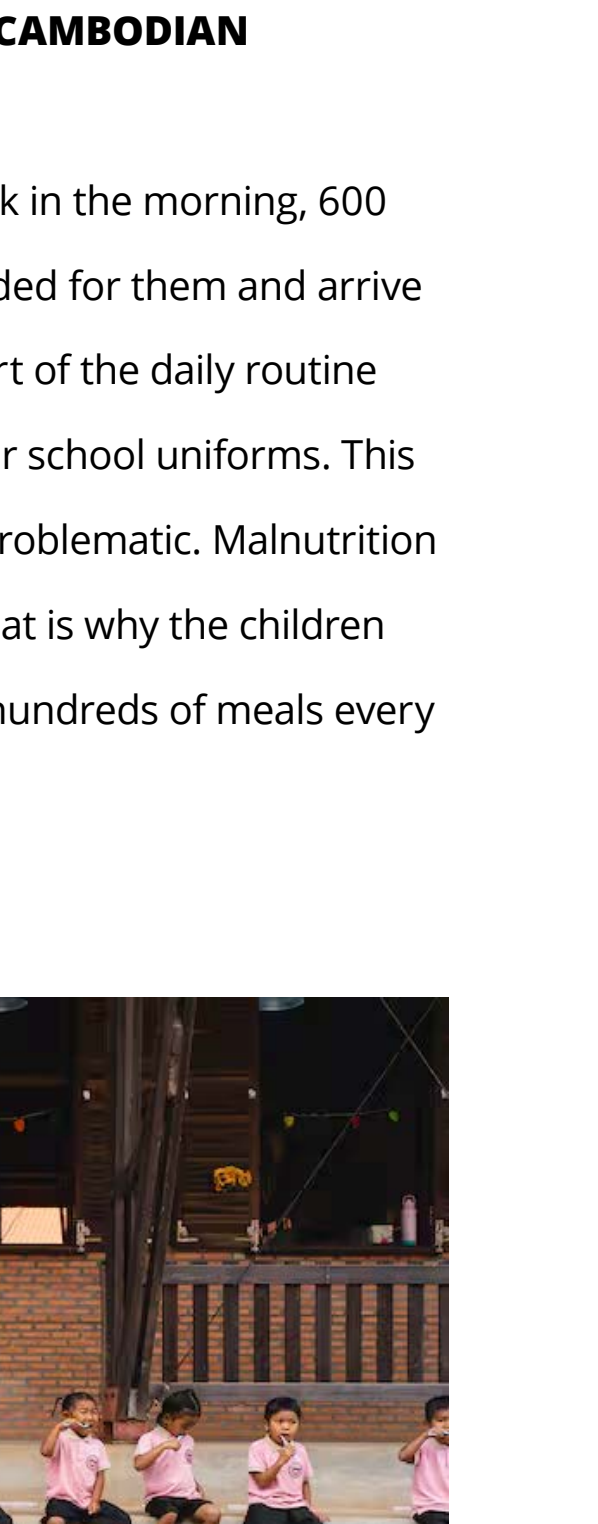 CAMBODIAN
k in the morning, 600
ded for them and arrive
rt of the daily routine
r school uniforms. This
roblematic. Malnutrition
at is why the children
hundreds of meals every